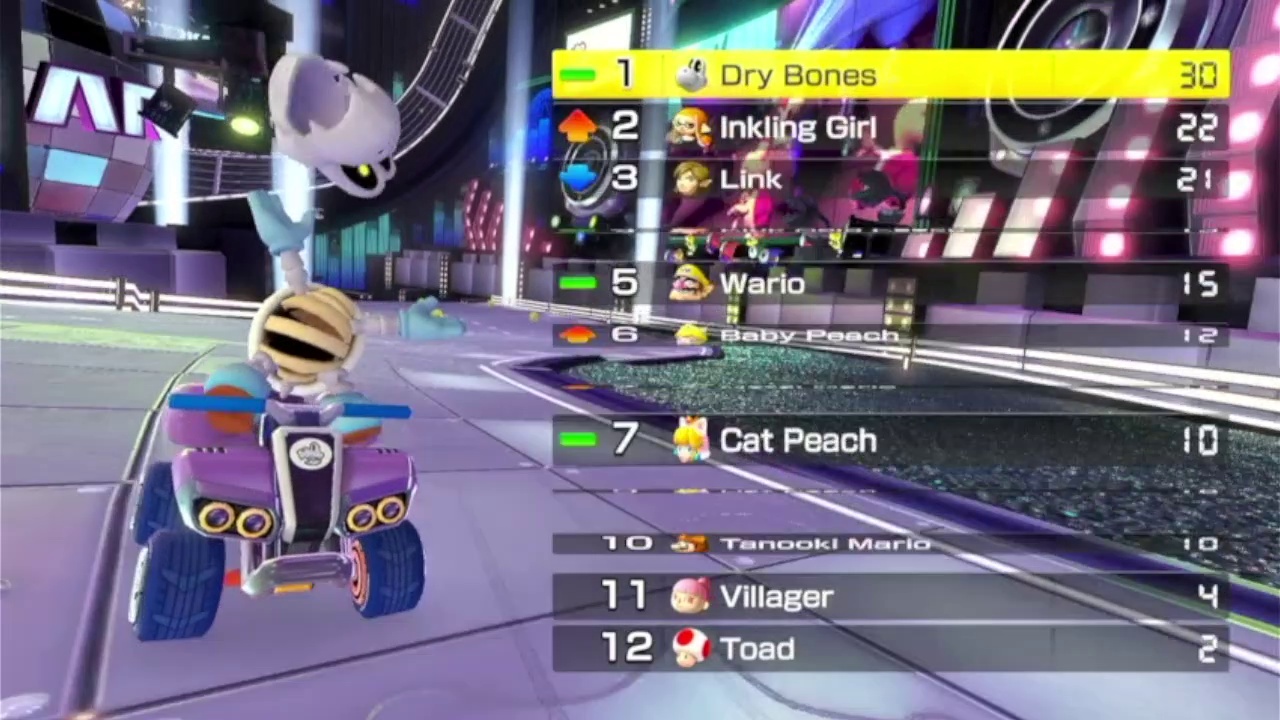 AR
1 Dry Bones 30
2 Inkling Girl 22
3 Link 21
5 Wario 15
6 Baby Peach 12
7 Cat Peach 10
10 Tanooki Mario 10
11 Villager 4
12 Toad 2